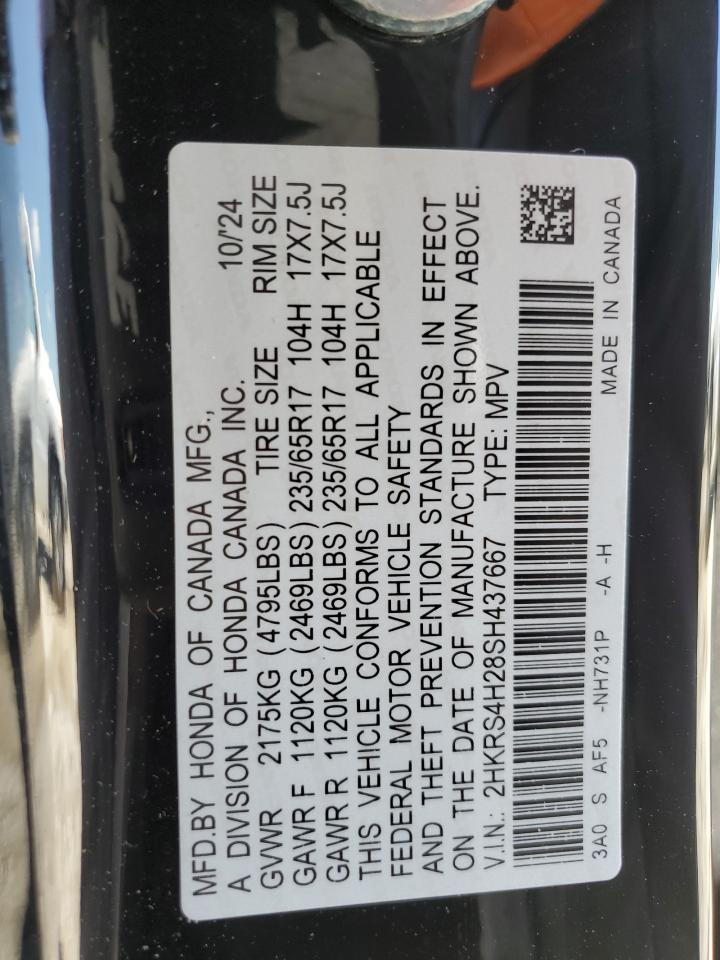 MFD.BY HONDA OF CANADA MFG.,
A DIVISION OF HONDA CANADA INC. 10/'24
GVWR 2175KG (4795LBS) TIRE SIZE RIM SIZE
GAWR F 1120KG (2469LBS) 235/65R17 104H 17X7.5J
GAWR R 1120KG (2469LBS) 235/65R17 104H 17X7.5J
THIS VEHICLE CONFORMS TO ALL APPLICABLE
FEDERAL MOTOR VEHICLE SAFETY
AND THEFT PREVENTION STANDARDS IN EFFECT
ON THE DATE OF MANUFACTURE SHOWN ABOVE.
V.I.N.: 2HKRS4H28SH437667 TYPE: MPV
3A0 S AF5 -NH731P -A -H MADE IN CANADA